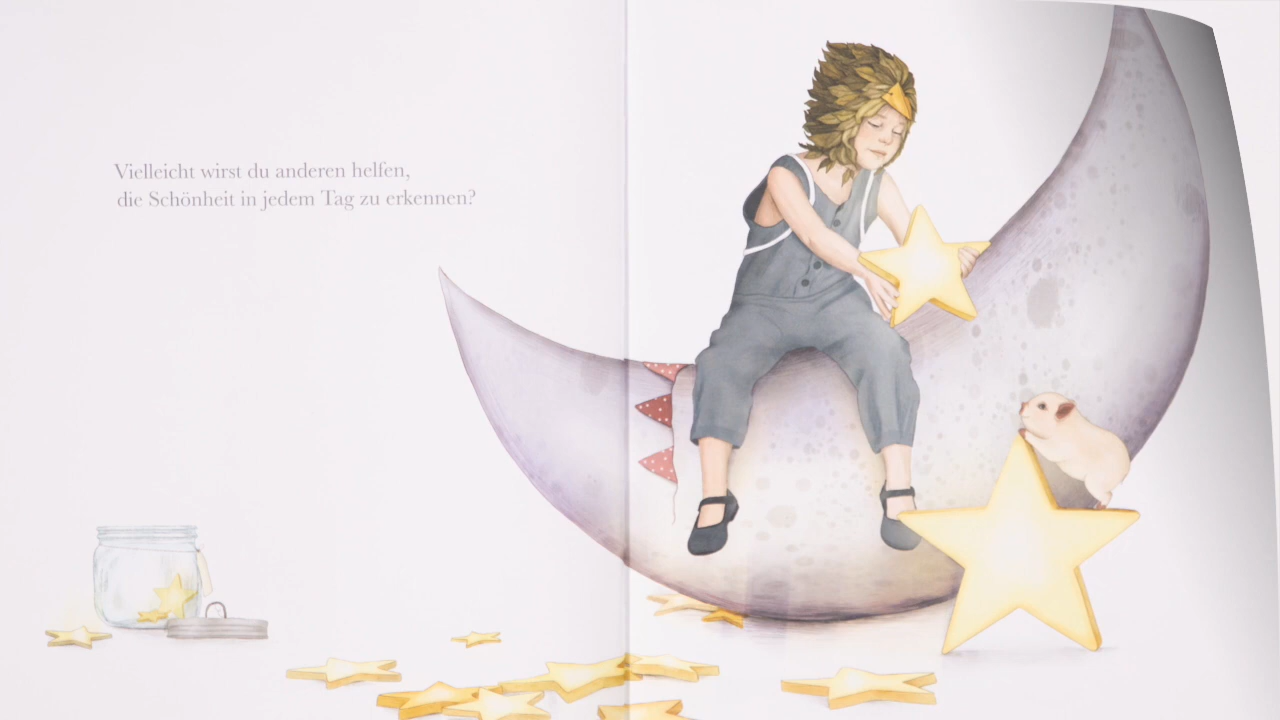 Vielleicht wirst du anderen helfen,
die Schönheit in jedem Tag zu erkennen?